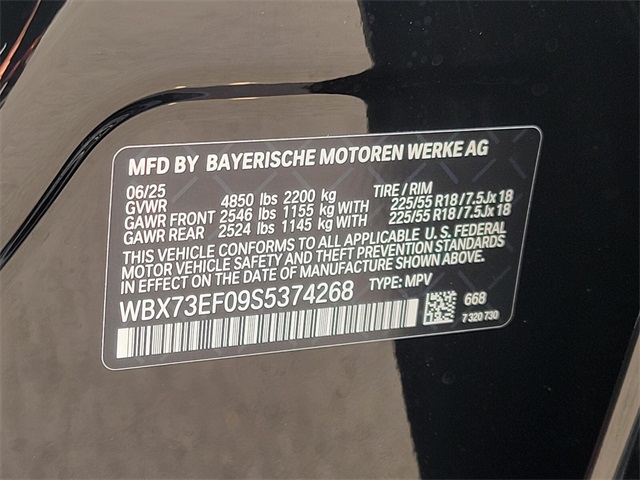 MFD BY BAYERISCHE MOTOREN WERKE AG
06/25 TIRE / RIM
GVWR 4850 lbs 2200 kg
GAWR FRONT 2546 lbs 1155 kg WITH 225/55 R18/7.5Jx18
GAWR REAR 2524 lbs 1145 kg WITH 225/55 R18/7.5Jx18
THIS VEHICLE CONFORMS TO ALL APPLICABLE U.S. FEDERAL
MOTOR VEHICLE SAFETY AND THEFT PREVENTION STANDARDS
IN EFFECT ON THE DATE OF MANUFACTURE SHOWN ABOVE.
WBX73EF09S5374268 TYPE: MPV
668
7 320 730